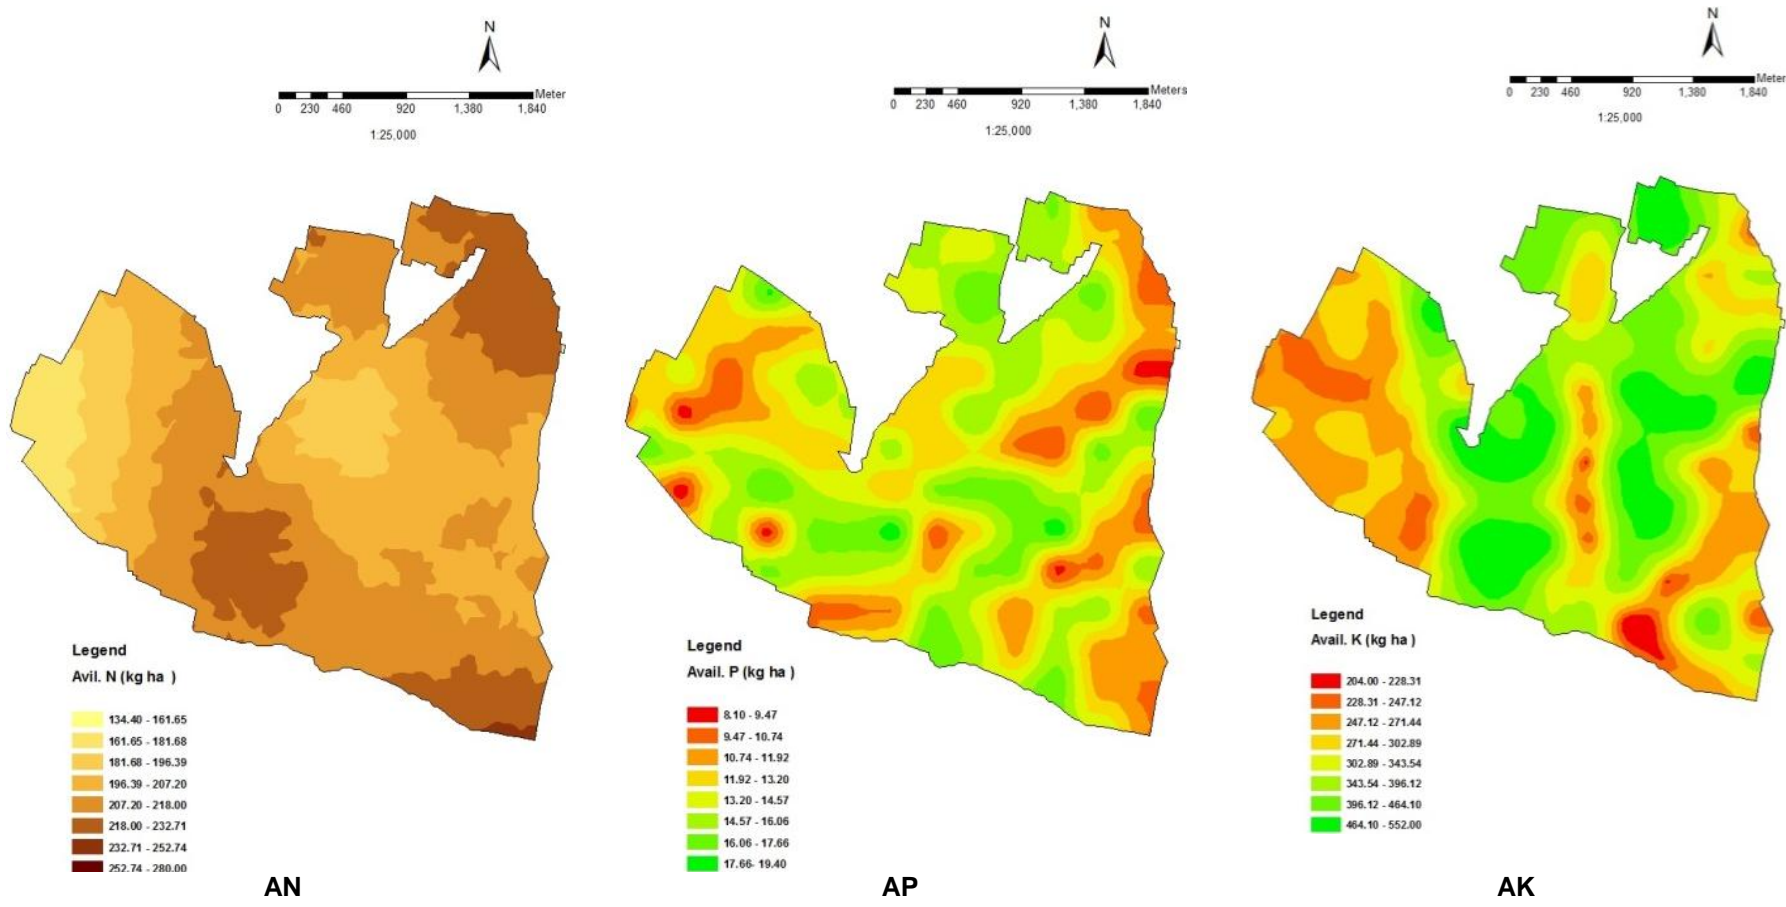 N
Meter
0 230 460 920 1,380 1,840
1:25,000
Legend
Avil. N (kg ha )
134.40 - 161.65
161.65 - 181.68
181.68 - 196.39
196.39 - 207.20
207.20 - 218.00
218.00 - 232.71
232.71 - 252.74
252.74 - 280.00
AN
N
Meters
0 230 460 920 1,380 1,840
1:25,000
Legend
Avail. P (kg ha )
8.10 - 9.47
9.47 - 10.74
10.74 - 11.92
11.92 - 13.20
13.20 - 14.57
14.57 - 16.06
16.06 - 17.66
17.66- 19.40
AP
N
Meter
0 230 460 920 1,380 1,840
1:25,000
Legend
Avail. K (kg ha )
204.00 - 228.31
228.31 - 247.12
247.12 - 271.44
271.44 - 302.89
302.89 - 343.54
343.54 - 396.12
396.12 - 464.10
464.10 - 552.00
AK